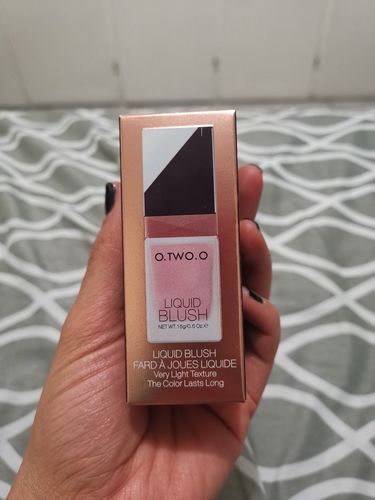 O.TWO.O
LIQUID
BLUSH
NET WT.15g/0.5 Oz.℮
LIQUID BLUSH
FARD À JOUES LIQUIDE
Very Light Texture
The Color Lasts Long